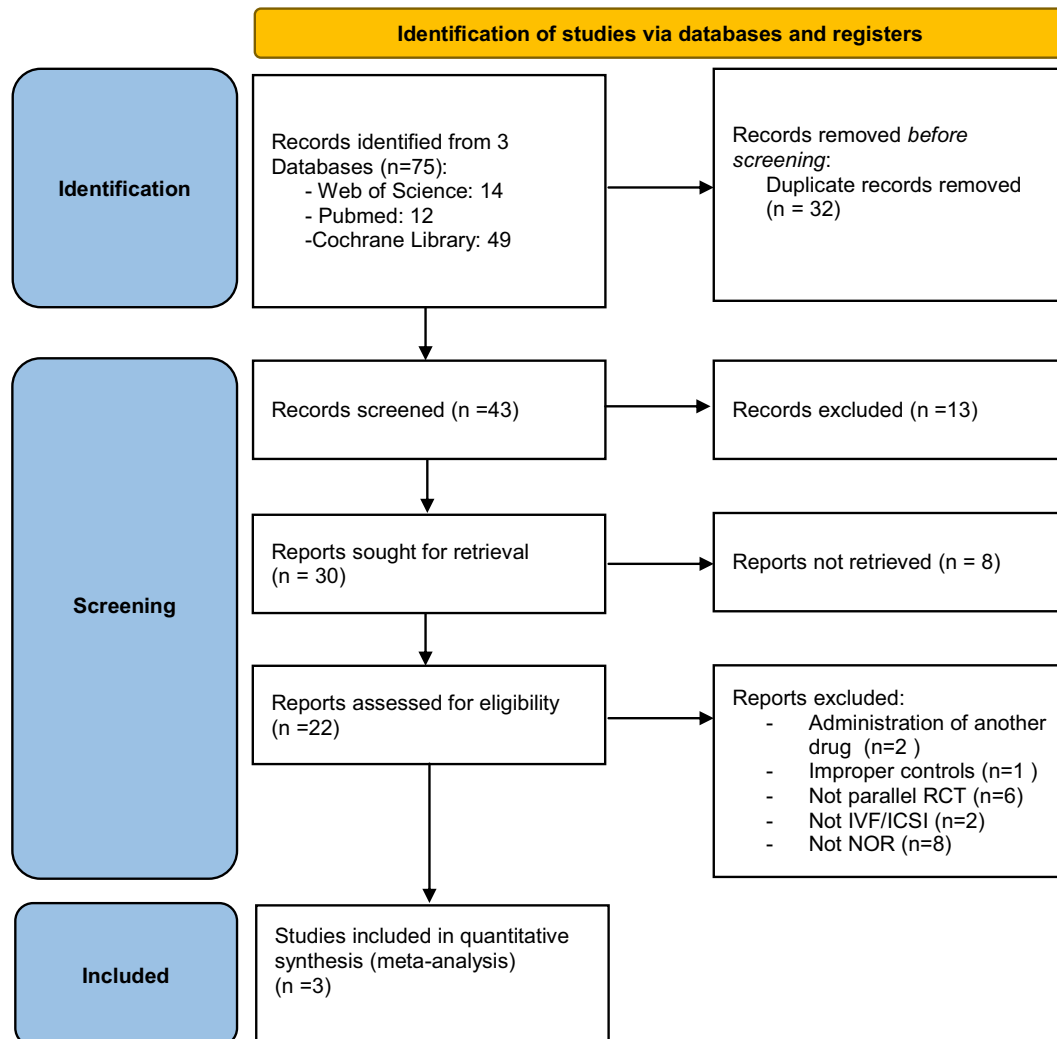 Identification of studies via databases and registers
Identification
Records identified from 3
Databases (n=75):
- Web of Science: 14
- Pubmed: 12
-Cochrane Library: 49
Records removed before
screening:
Duplicate records removed
(n = 32)
Screening
Records screened (n =43)
Records excluded (n =13)
Reports sought for retrieval
(n = 30)
Reports not retrieved (n = 8)
Reports assessed for eligibility
(n =22)
Reports excluded:
- Administration of another
drug (n=2 )
- Improper controls (n=1 )
- Not parallel RCT (n=6)
- Not IVF/ICSI (n=2)
- Not NOR (n=8)
Included
Studies included in quantitative
synthesis (meta-analysis)
(n =3)